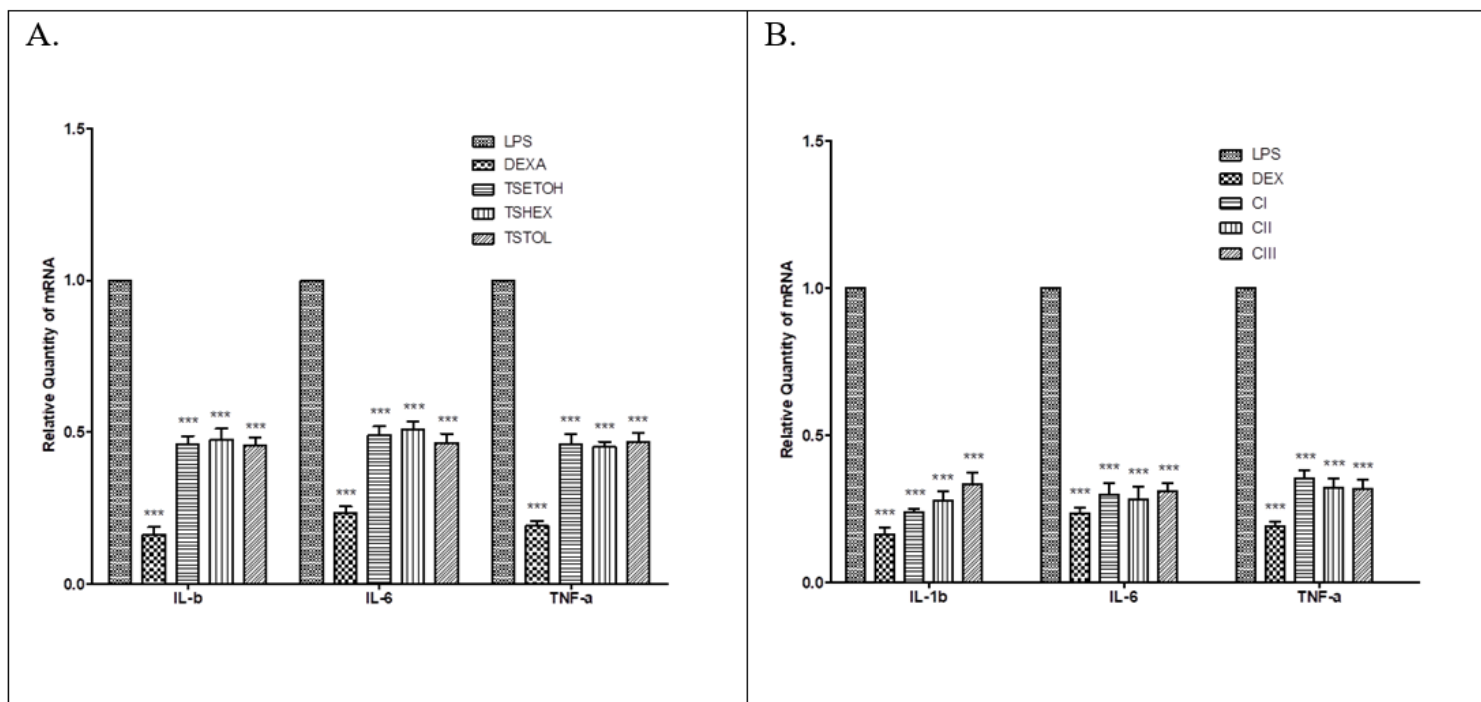 A.
1.5
1.0
0.5
0.0
Relative Quantity of mRNA
LPS
DEXA
TSETOH
TSHEX
TSTOL
*** *** *** ***
*** *** *** ***
*** *** *** ***
IL-b IL-6 TNF-a
B.
1.5
1.0
0.5
0.0
Relative Quantity of mRNA
LPS
DEX
CI
CII
CIII
*** *** *** ***
*** *** *** ***
*** *** *** ***
IL-1b IL-6 TNF-a